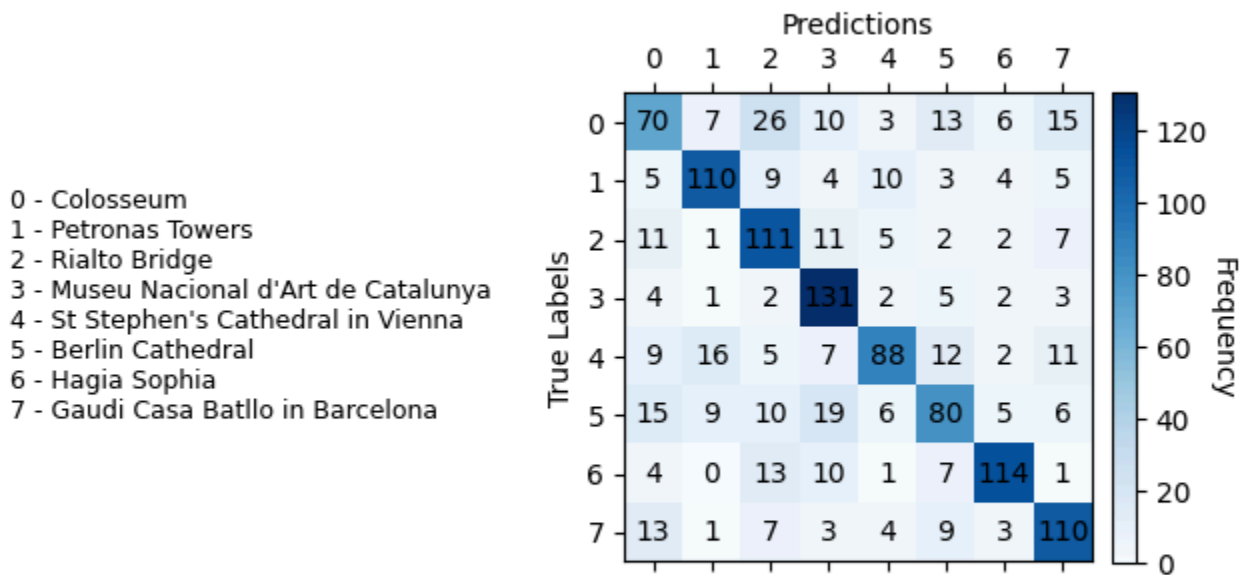 Predictions
0 1 2 3 4 5 6 7
0 70 7 26 10 3 13 6 15
1 5 110 9 4 10 3 4 5
2 11 1 111 11 5 2 2 7
3 4 1 2 131 2 5 2 3
4 9 16 5 7 88 12 2 11
5 15 9 10 19 6 80 5 6
6 4 0 13 10 1 7 114 1
7 13 1 7 3 4 9 3 110
True Labels
0 - Colosseum
1 - Petronas Towers
2 - Rialto Bridge
3 - Museu Nacional d'Art de Catalunya
4 - St Stephen's Cathedral in Vienna
5 - Berlin Cathedral
6 - Hagia Sophia
7 - Gaudi Casa Batllo in Barcelona
120
100
80
60
40
20
0
Frequency